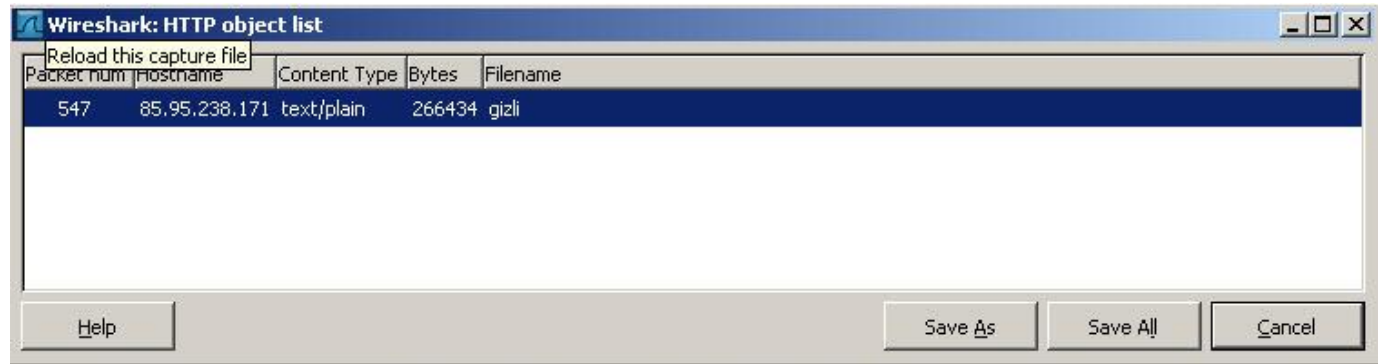 Wireshark: HTTP object list
Reload this capture file
Packet num Hostname Content Type Bytes Filename
547 85.95.238.171 text/plain 266434 gizli
Help Save As Save All Cancel